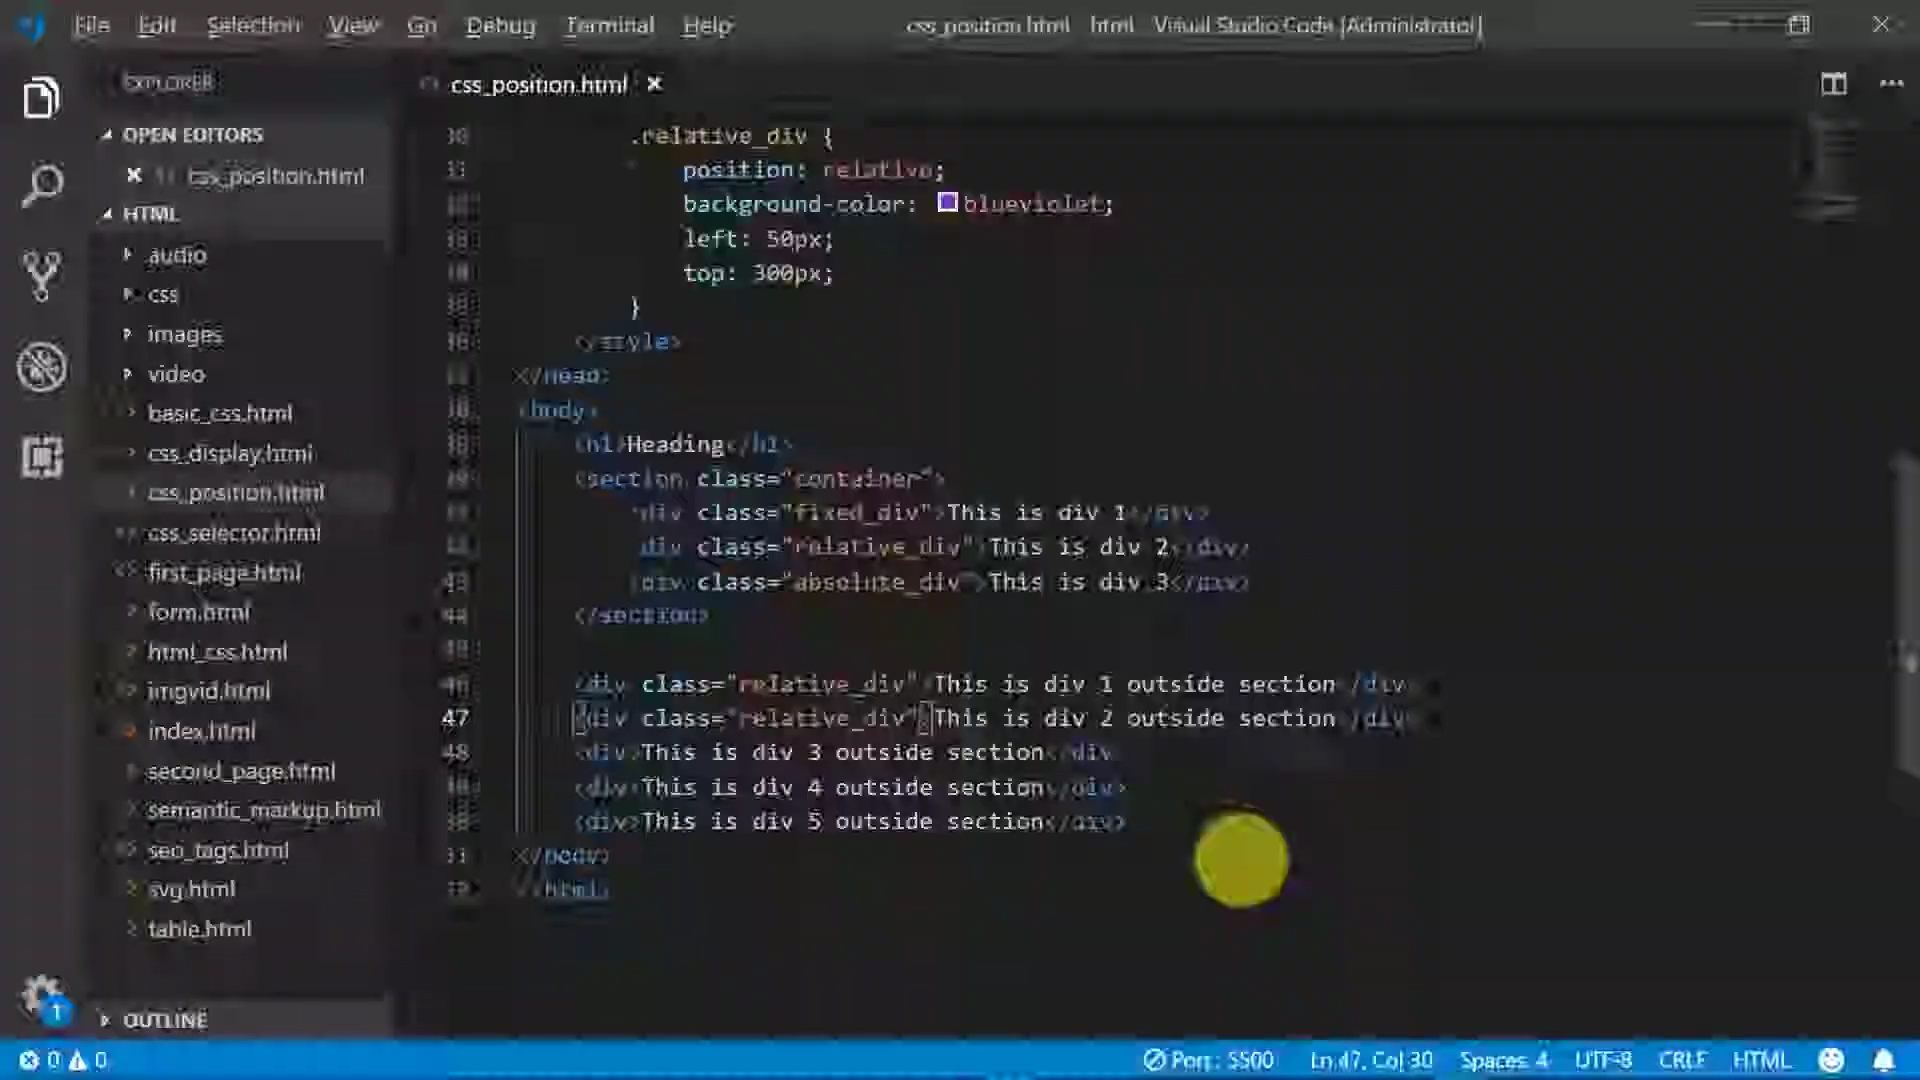 File Edit Selection View Go Debug Terminal Help css_position.html html Visual Studio Code [Administrator]
EXPLORER
css_position.html
OPEN EDITORS
css_position.html
HTML
audio
css
images
video
basic_css.html
css_display.html
css_position.html
css_selector.html
first_page.html
form.html
html_css.html
imgvid.html
index.html
second_page.html
semantic_markup.html
seo_tags.html
svg.html
table.html
OUTLINE
.relative_div {
position: relative;
background-color: blueviolet;
left: 50px;
top: 300px;
}
</style>
</head>
<body>
<h1>Heading</h1>
<section class="container">
<div class="fixed_div">This is div 1</div>
<div class="relative_div">This is div 2</div>
43 <div class="absolute_div">This is div 3</div>
44 </section>
46 <div class="relative_div">This is div 1 outside section</div>
47 <div class="relative_div">This is div 2 outside section</div>
48 <div>This is div 3 outside section</div>
<div>This is div 4 outside section</div>
<div>This is div 5 outside section</div>
</body>
</html>
1
0 0 Port : 5500 Ln 47, Col 30 Spaces: 4 UTF-8 CRLF HTML